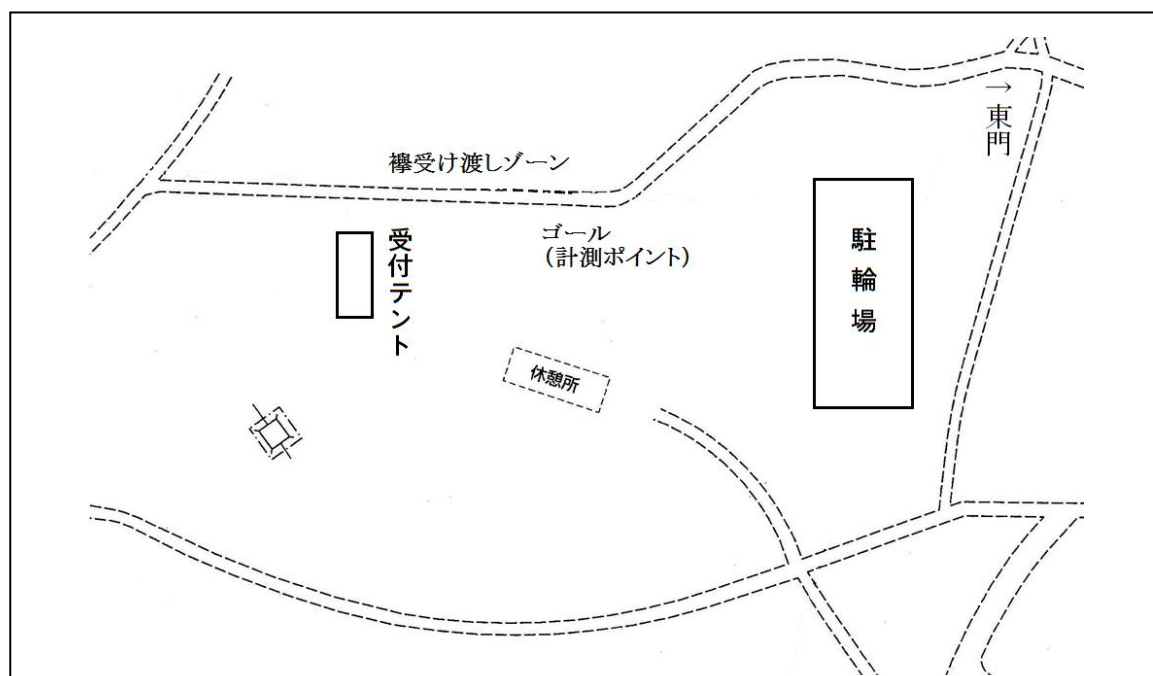 →東門
襷受け渡しゾーン
ゴール
(計測ポイント)
受付テント
駐輪場
休憩所